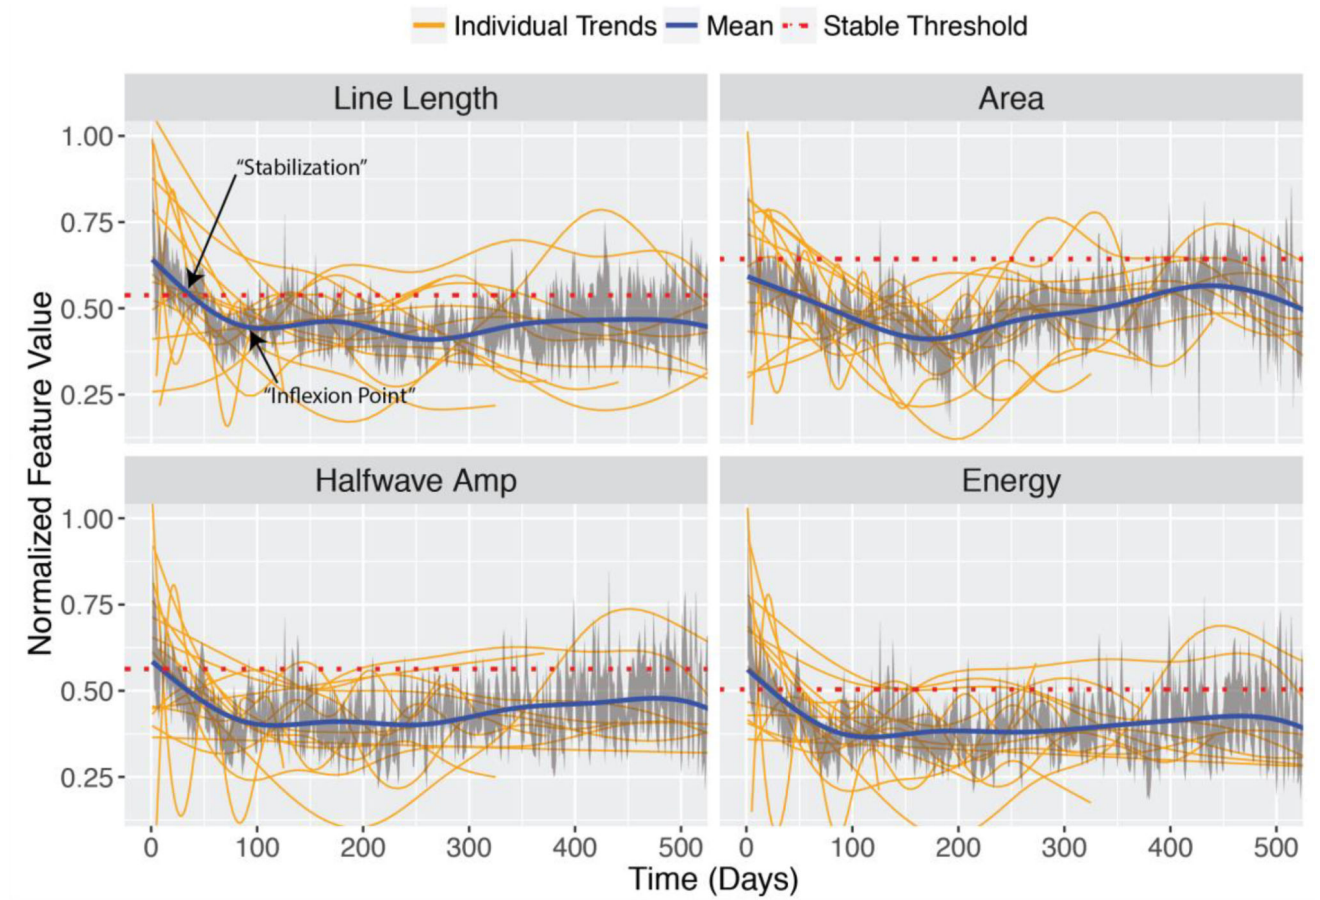 Individual Trends Mean Stable Threshold
Line Length
Area
1.00
"Stabilization"
0.75
0.50
0.25
"Inflexion Point"
Normalized Feature Value
Halfwave Amp
Energy
1.00
0.75
0.50
0.25
0 100 200 300 400 500
0 100 200 300 400 500
Time (Days)